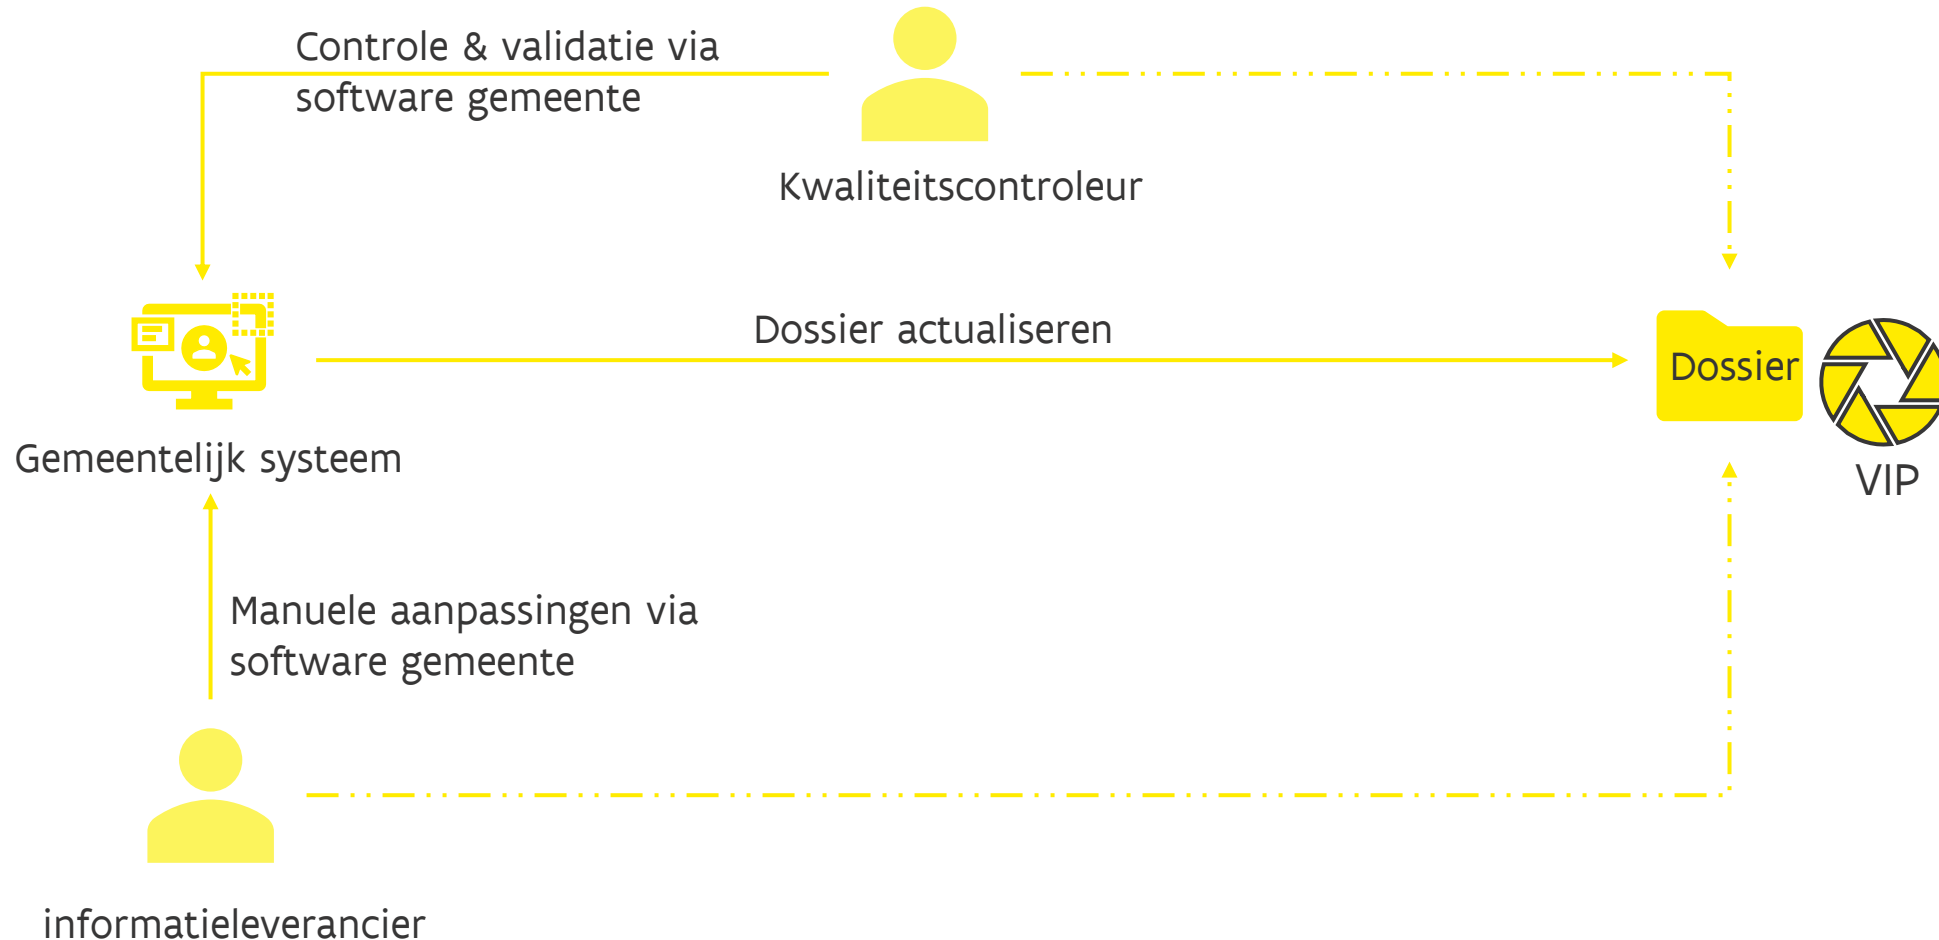 Controle & validatie via
software gemeente
Kwaliteitscontroleur
Dossier actualiseren
Dossier
VIP
Gemeentelijk systeem
Manuele aanpassingen via
software gemeente
informatieleverancier